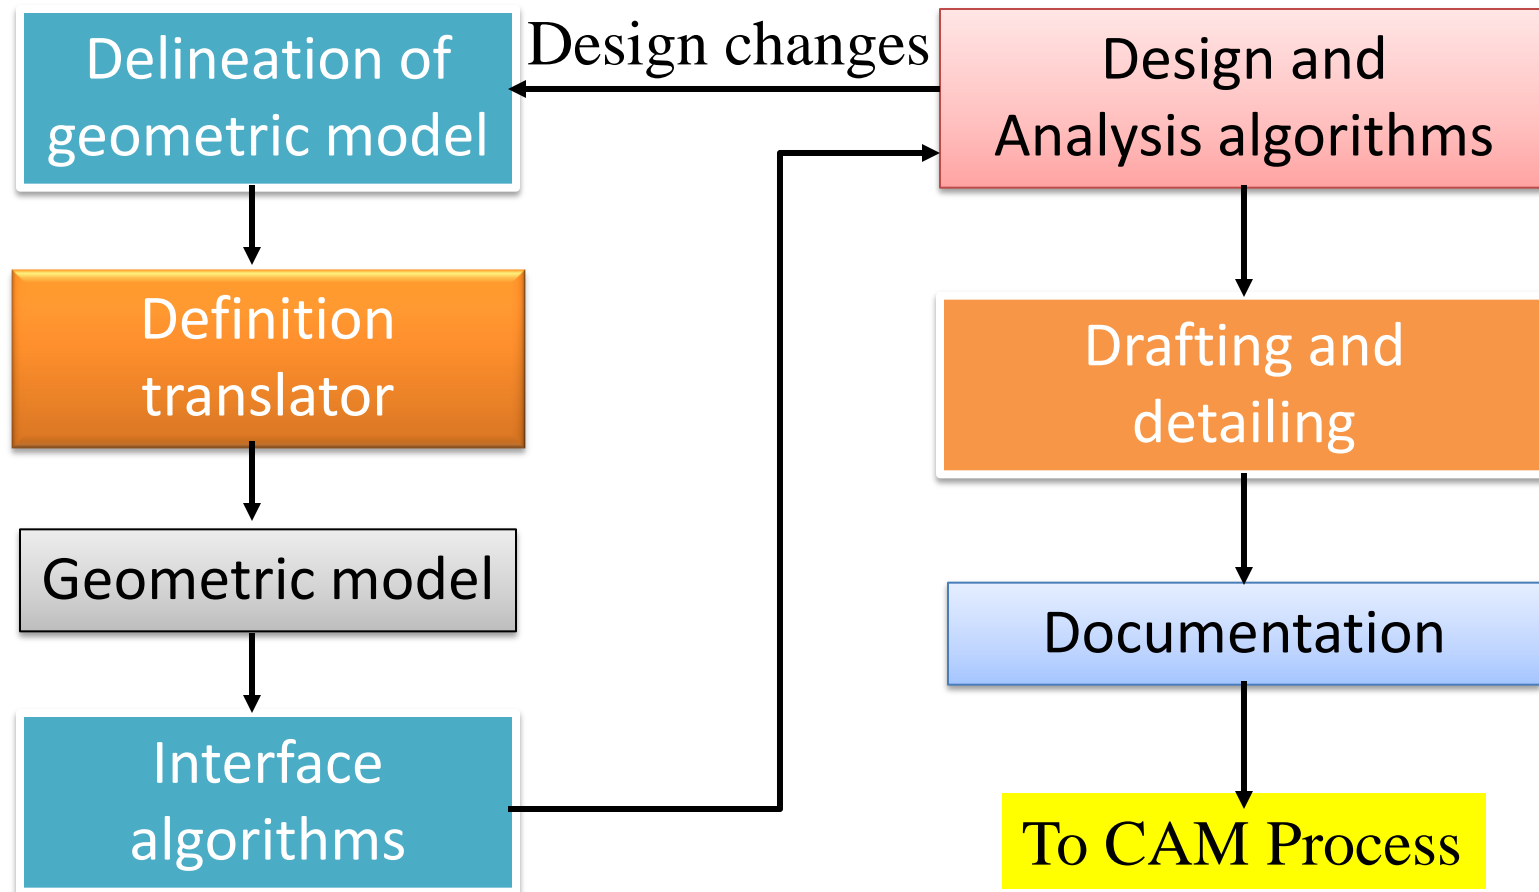 Delineation of
geometric model
Definition
translator
Geometric model
Interface
algorithms
Design changes
Design and
Analysis algorithms
Drafting and
detailing
Documentation
To CAM Process